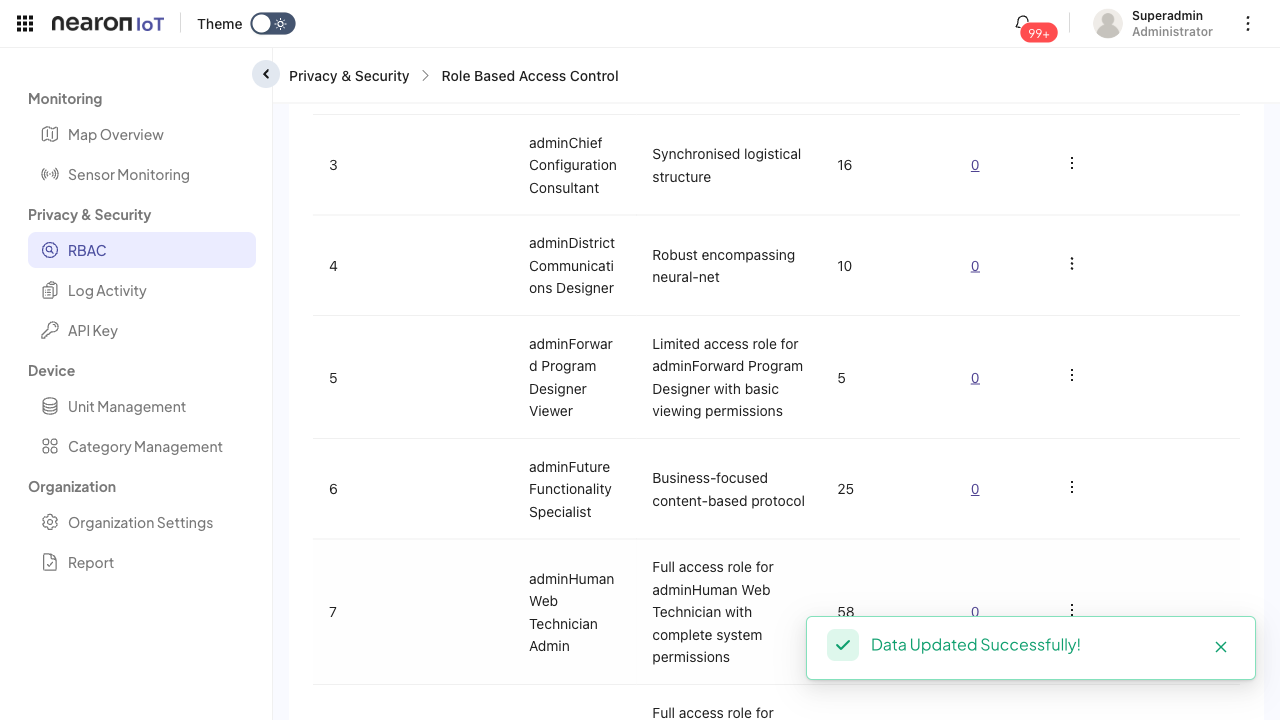 nearon IoT
Theme
99+
Superadmin
Administrator
Privacy & Security
Role Based Access Control
Monitoring
Map Overview
Sensor Monitoring
Privacy & Security
RBAC
Log Activity
API Key
Device
Unit Management
Category Management
Organization
Organization Settings
Report
3
adminChief
Configuration
Consultant
Synchronised logistical
structure
16
0
4
adminDistrict
Communicati
ons Designer
Robust encompassing
neural-net
10
0
5
adminForwar
d Program
Designer
Viewer
Limited access role for
adminForward Program
Designer with basic
viewing permissions
5
0
6
adminFuture
Functionality
Specialist
Business-focused
content-based protocol
25
0
7
adminHuman
Web
Technician
Admin
Full access role for
adminHuman Web
Technician with
complete system
permissions
58
0
Full access role for
Data Updated Successfully!